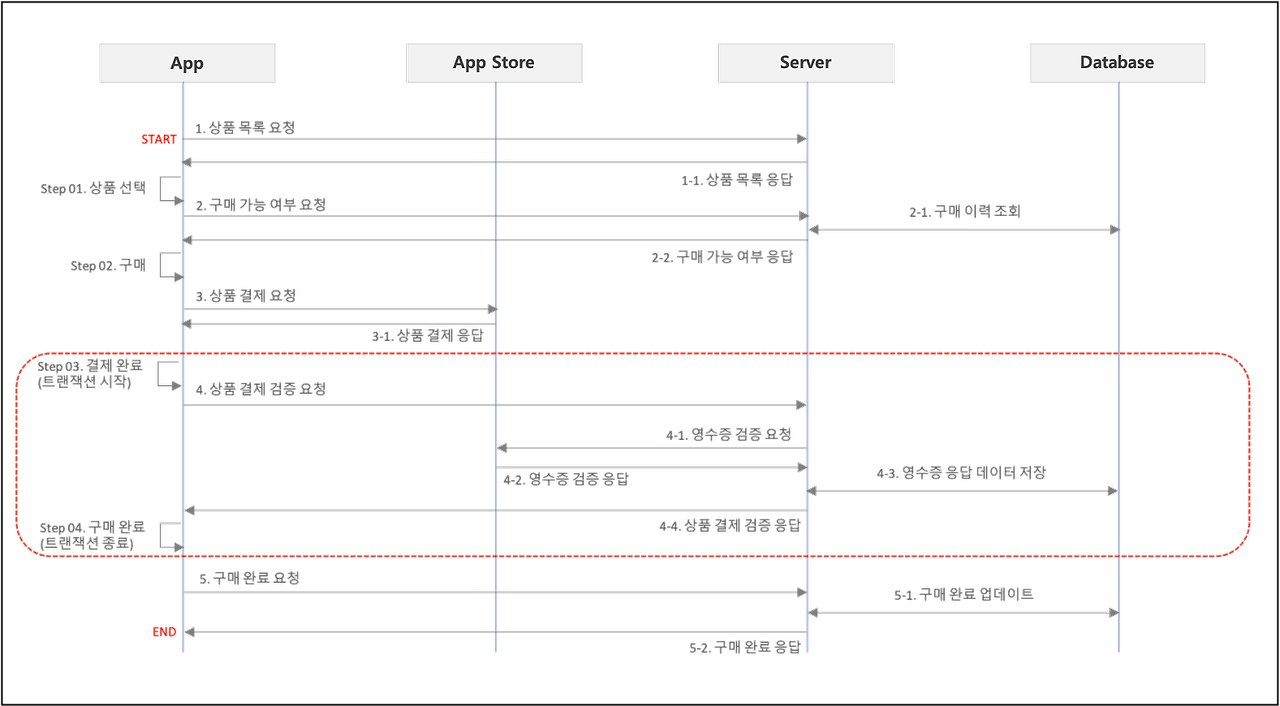 App
App Store
Server
Database
START
1. 상품 목록 요청
1-1. 상품 목록 응답
Step 01. 상품 선택
2. 구매 가능 여부 요청
2-1. 구매 이력 조회
2-2. 구매 가능 여부 응답
Step 02. 구매
3. 상품 결제 요청
3-1. 상품 결제 응답
Step 03. 결제 완료
(트랜잭션 시작)
4. 상품 결제 검증 요청
4-1. 영수증 검증 요청
4-2. 영수증 검증 응답
4-3. 영수증 응답 데이터 저장
4-4. 상품 결제 검증 응답
Step 04. 구매 완료
(트랜잭션 종료)
5. 구매 완료 요청
5-1. 구매 완료 업데이트
END
5-2. 구매 완료 응답